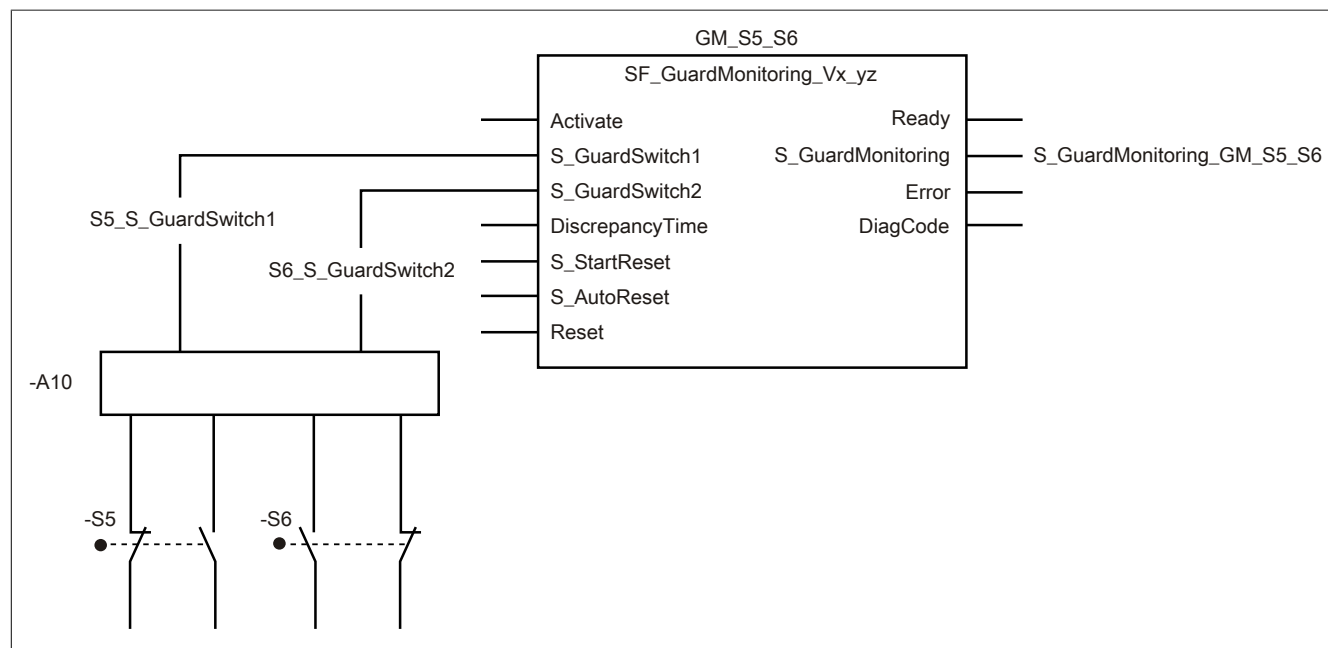 GM_S5_S6
SF_GuardMonitoring_Vx_yz
Activate
Ready
S_GuardSwitch1
S_GuardMonitoring
S_GuardMonitoring_GM_S5_S6
S_GuardSwitch2
Error
S5_S_GuardSwitch1
DiscrepancyTime
DiagCode
S6_S_GuardSwitch2
S_StartReset
S_AutoReset
Reset
-A10
-S5
-S6